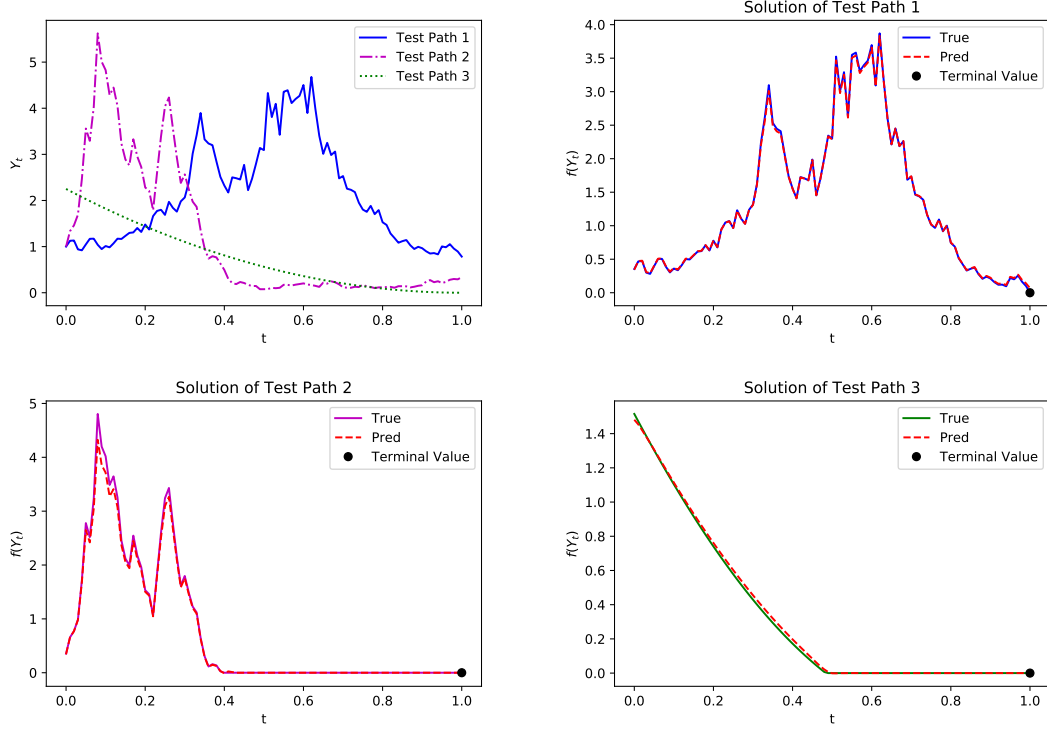 Test Path 1
Test Path 2
Test Path 3
5
4
3
2
1
0
Y_t
0.0 0.2 0.4 0.6 0.8 1.0
t
Solution of Test Path 1
True
Pred
Terminal Value
4.0
3.5
3.0
2.5
2.0
1.5
1.0
0.5
0.0
f(Y_t)
0.0 0.2 0.4 0.6 0.8 1.0
t
Solution of Test Path 2
True
Pred
Terminal Value
5
4
3
2
1
0
f(Y_t)
0.0 0.2 0.4 0.6 0.8 1.0
t
Solution of Test Path 3
True
Pred
Terminal Value
1.4
1.2
1.0
0.8
0.6
0.4
0.2
0.0
f(Y_t)
0.0 0.2 0.4 0.6 0.8 1.0
t